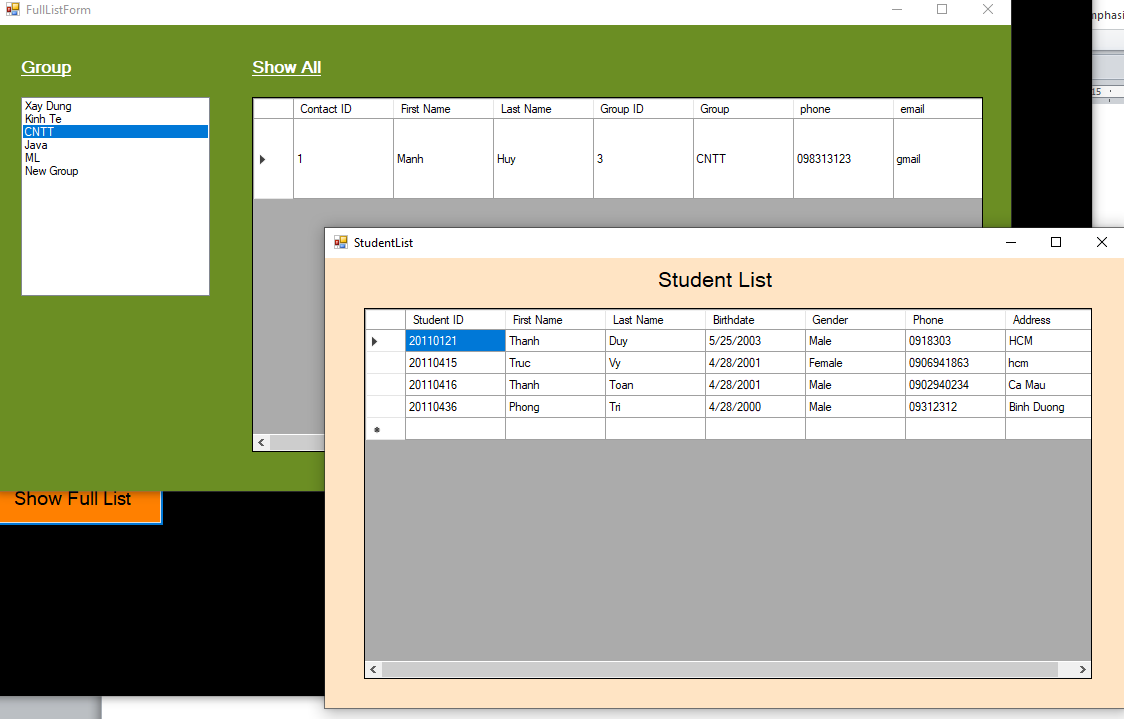 FullListForm
mphasi
Group
Show All
Xay Dung
Kinh Te
CNTT
Java
ML
New Group
Contact ID First Name Last Name Group ID Group phone email
1 Manh Huy 3 CNTT 098313123 gmail
15
StudentList
Student List
Student ID First Name Last Name Birthdate Gender Phone Address
20110121 Thanh Duy 5/25/2003 Male 0918303 HCM
20110415 Truc Vy 4/28/2001 Female 0906941863 hcm
20110416 Thanh Toan 4/28/2001 Male 0902940234 Ca Mau
20110436 Phong Tri 4/28/2000 Male 09312312 Binh Duong
Show Full List